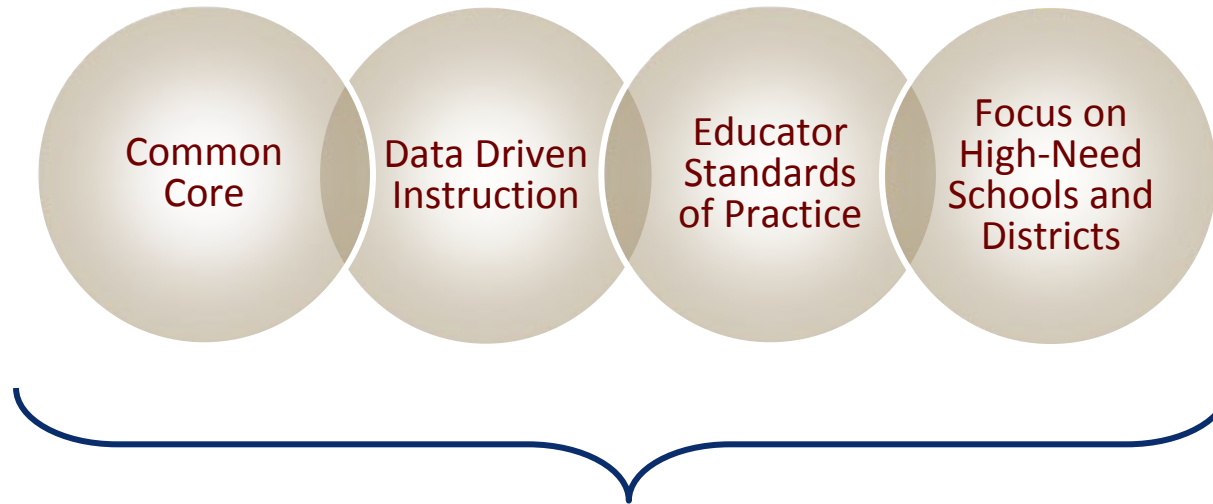 Common
Core
Data Driven
Instruction
Educator
Standards
of Practice
Focus on
High-Need
Schools and
Districts